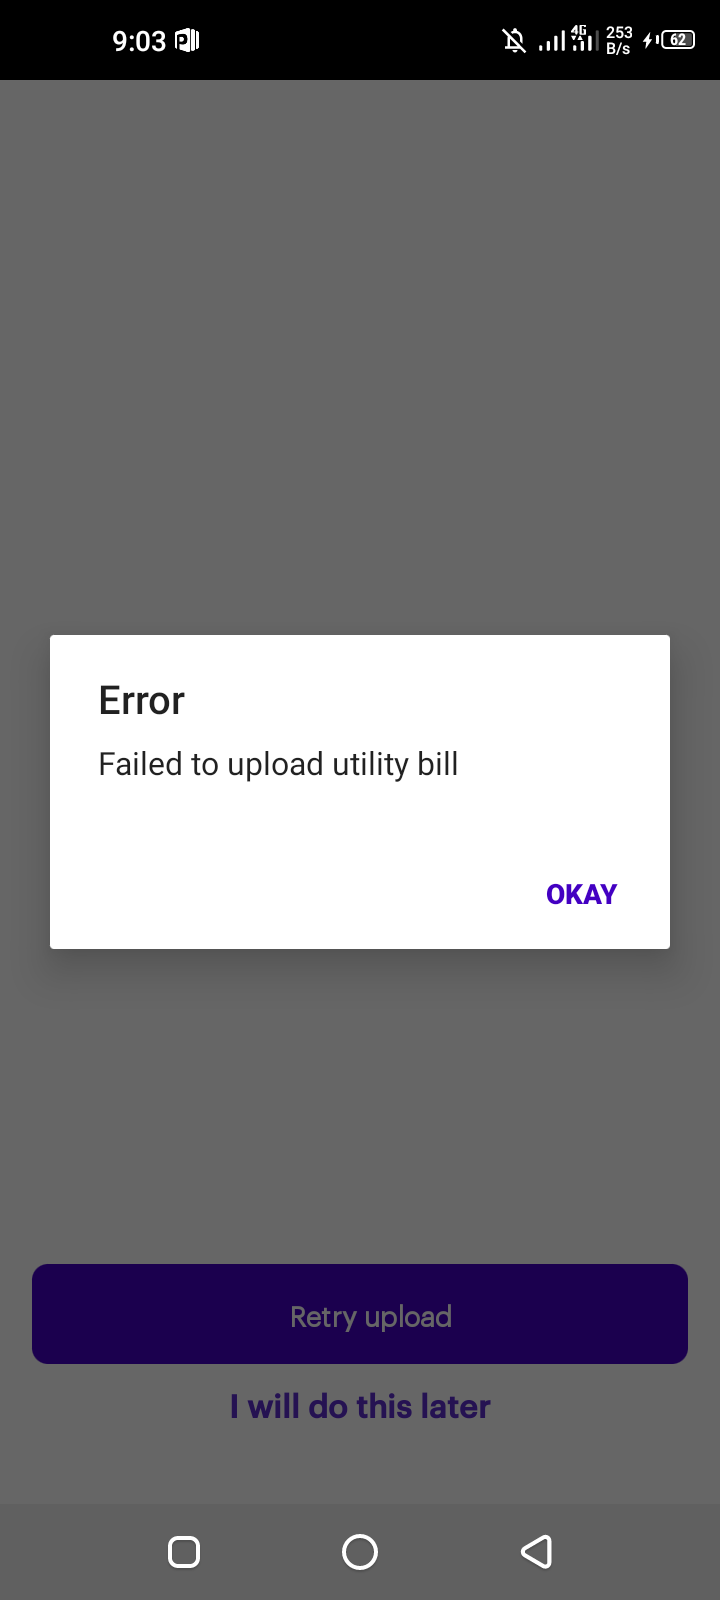 9:03
4G
253
B/s
62
Error
Failed to upload utility bill
OKAY
Retry upload
I will do this later